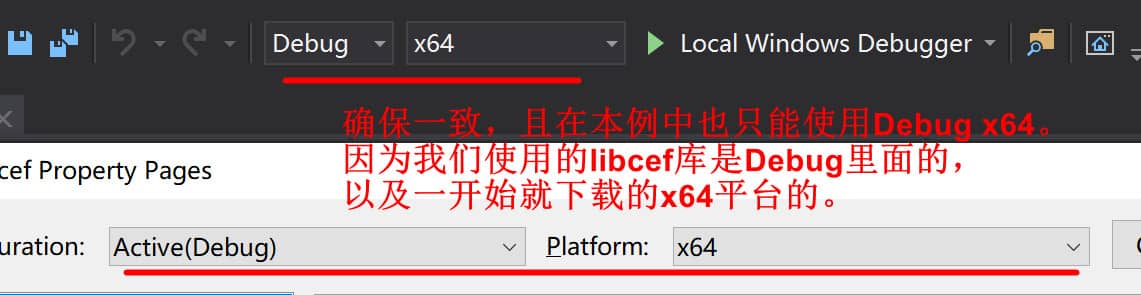 Debug x64 Local Windows Debugger
确保一致，且在本例中也只能使用Debug x64。
因为我们使用的libcef库是Debug里面的，
cef Property Pages
以及一开始就下载的x64平台的。
uration: Active(Debug) Platform: x64